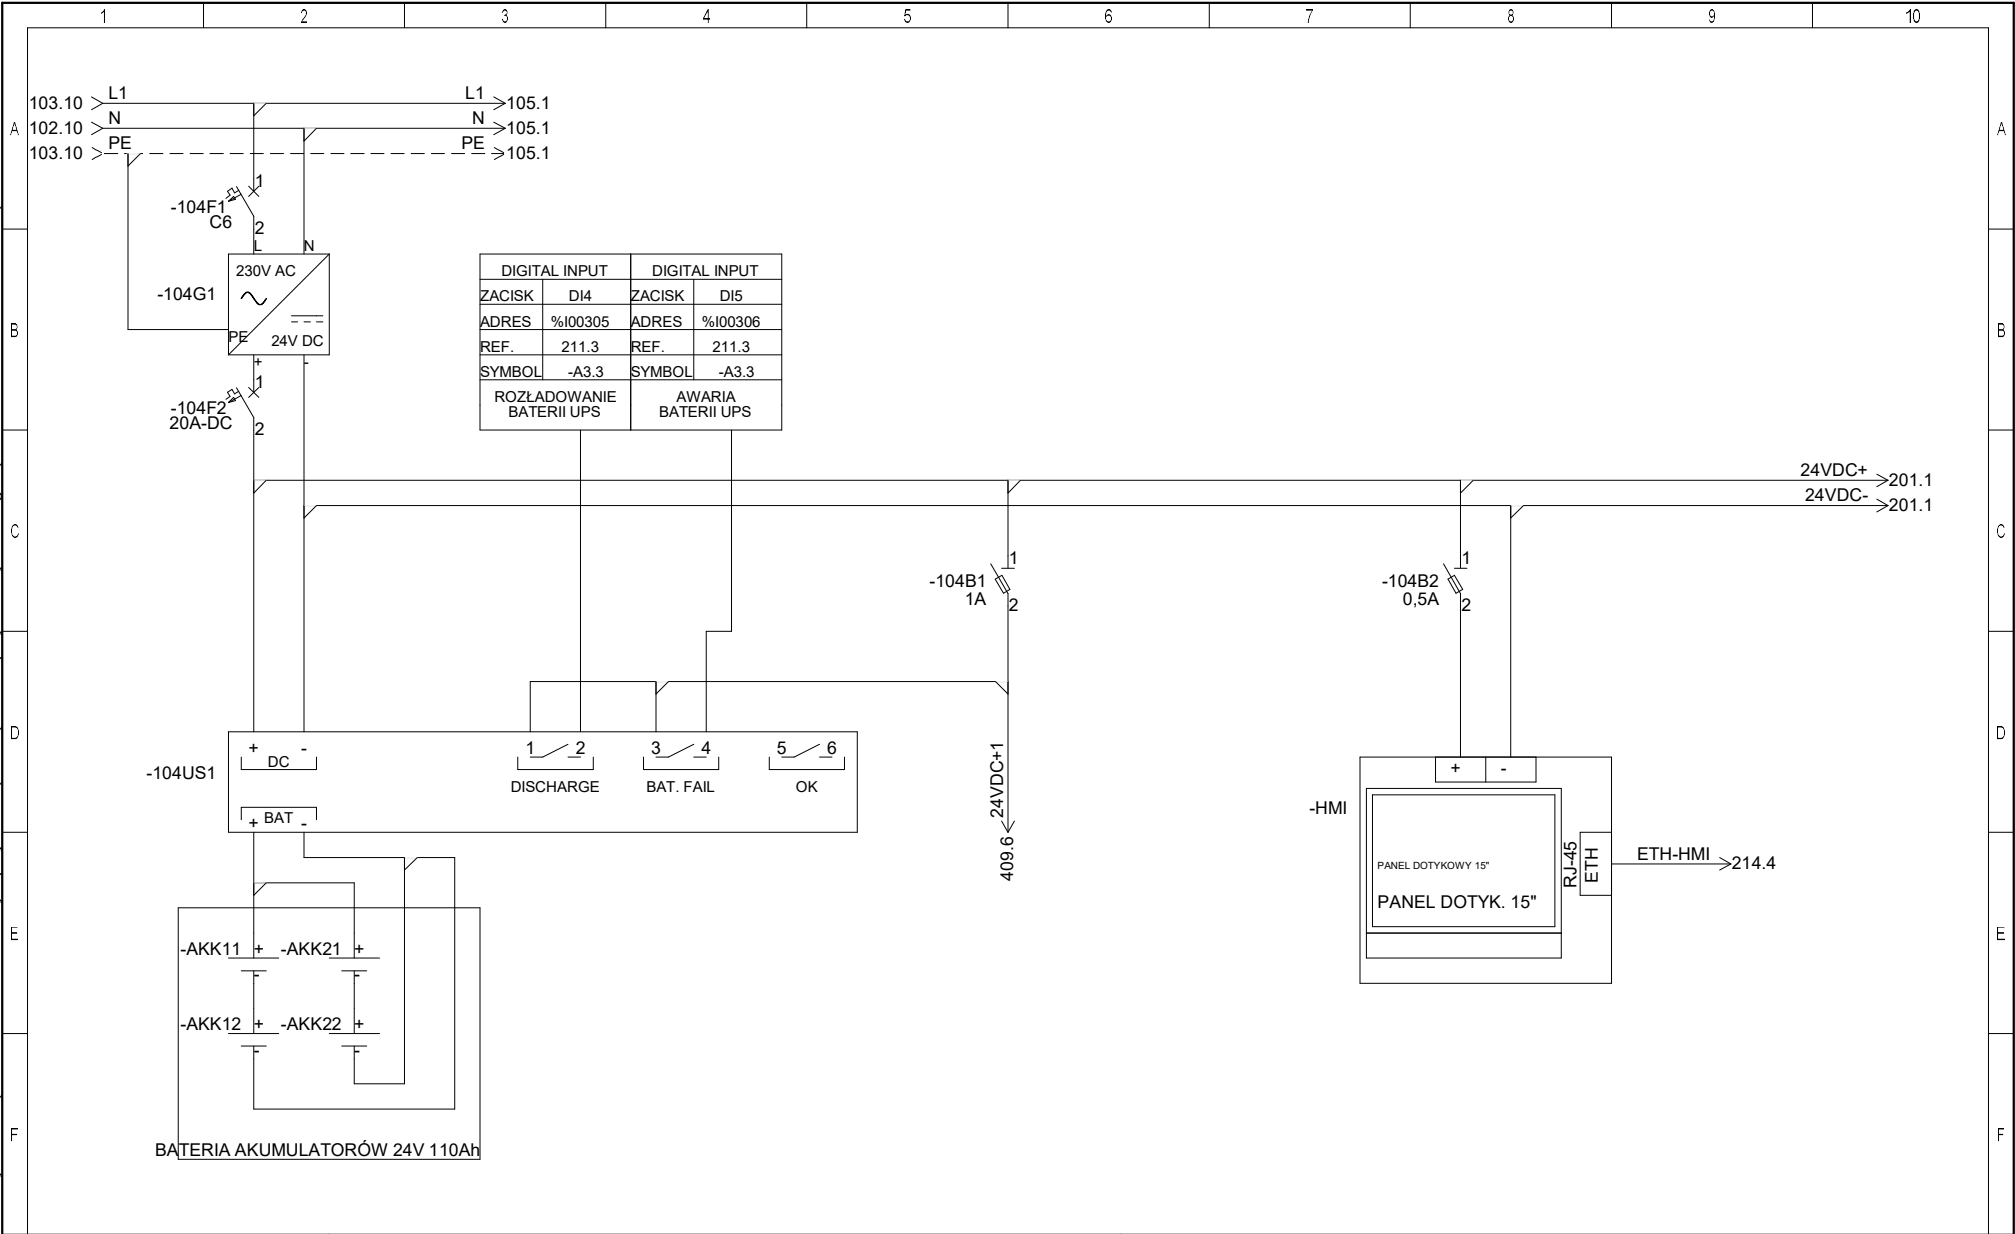 1 2 3 4 5 6 7 8 9 10
103.10 L1 L1 105.1
A 102.10 N N 105.1 A
103.10 PE PE 105.1
1
-104F1
C6
2
L N
230V AC
-104G1
PE
24V DC
+ -
B B
DIGITAL INPUT DIGITAL INPUT
ZACISK DI4 ZACISK DI5
ADRES %I00305 ADRES %I00306
REF. 211.3 REF. 211.3
SYMBOL -A3.3 SYMBOL -A3.3
ROZŁADOWANIE
BATERII UPS
AWARIA
BATERII UPS
1
-104F2
20A-DC
2
24VDC+ 201.1
24VDC- 201.1
C C
1
-104B1
1A
2
1
-104B2
0,5A
2
D D
-104US1
+ -
DC
1 2
DISCHARGE
3 4
BAT. FAIL
5 6
OK
BAT
+ -
24VDC+1
409.6
-HMI
+ -
PANEL DOTYKOWY 15"
PANEL DOTYK. 15"
RJ-45
ETH
ETH-HMI 214.4
E E
-AKK11 + -AKK21 +
- -
-AKK12 + -AKK22 +
- -
F F
BATERIA AKUMULATORÓW 24V 110Ah